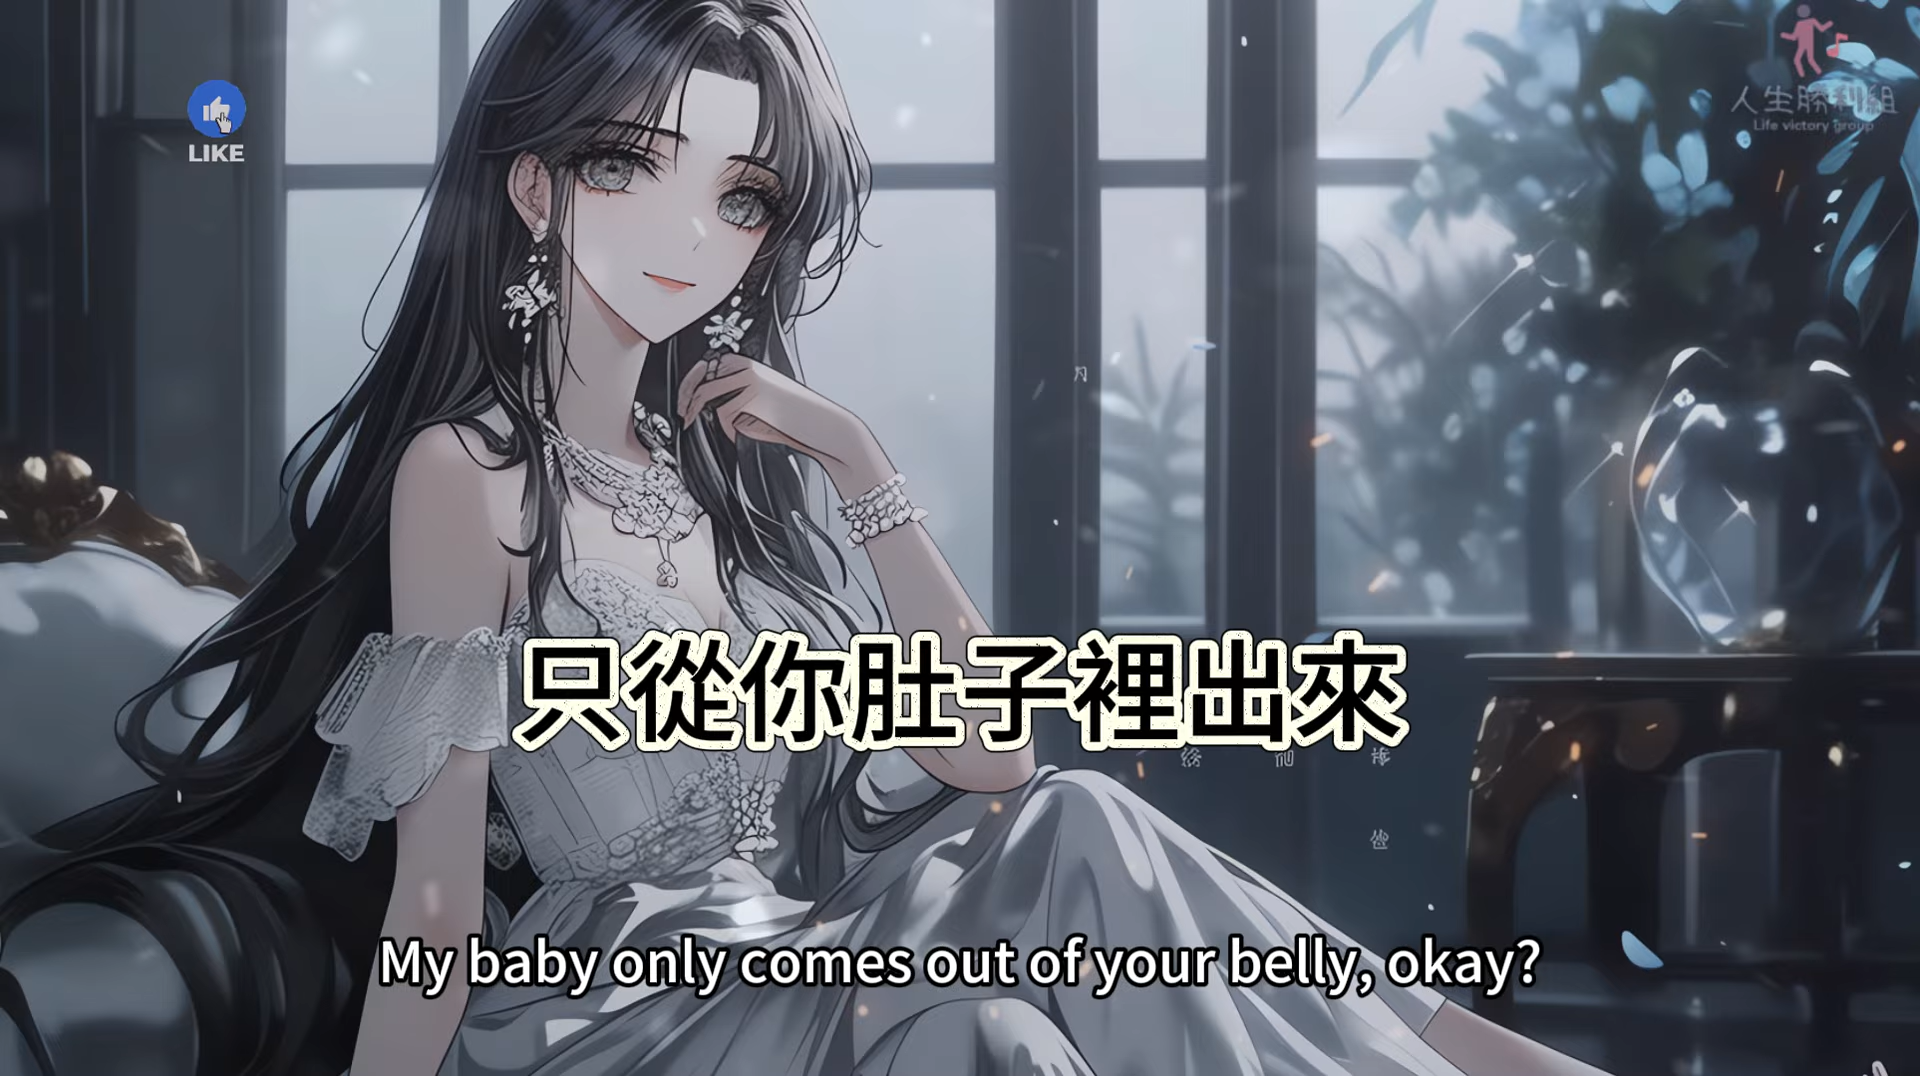 LIKE
人生勝利組
Life victory group
只從你肚子裡出來
My baby only comes out of your belly, okay?